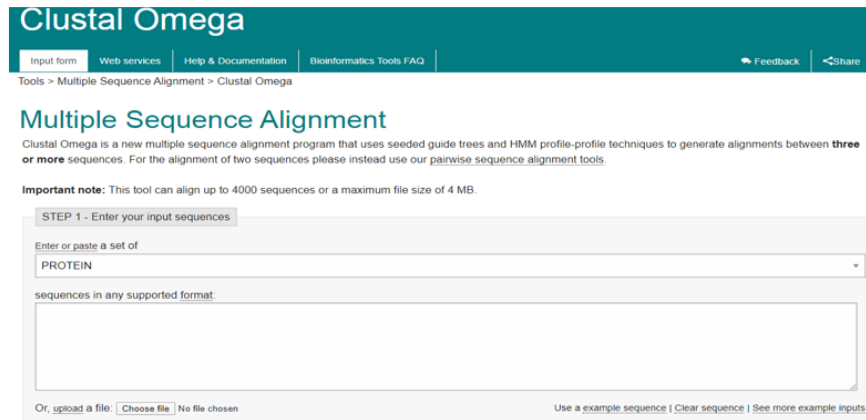 Clustal Omega
Input form Web services Help & Documentation Bioinformatics Tools FAQ Feedback Share
Tools > Multiple Sequence Alignment > Clustal Omega
Multiple Sequence Alignment
Clustal Omega is a new multiple sequence alignment program that uses seeded guide trees and HMM profile-profile techniques to generate alignments between three
or more sequences. For the alignment of two sequences please instead use our pairwise sequence alignment tools.
Important note: This tool can align up to 4000 sequences or a maximum file size of 4 MB.
STEP 1 - Enter your input sequences
Enter or paste a set of
PROTEIN
sequences in any supported format:
Or, upload a file: Choose file No file chosen Use a example sequence | Clear sequence | See more example inputs